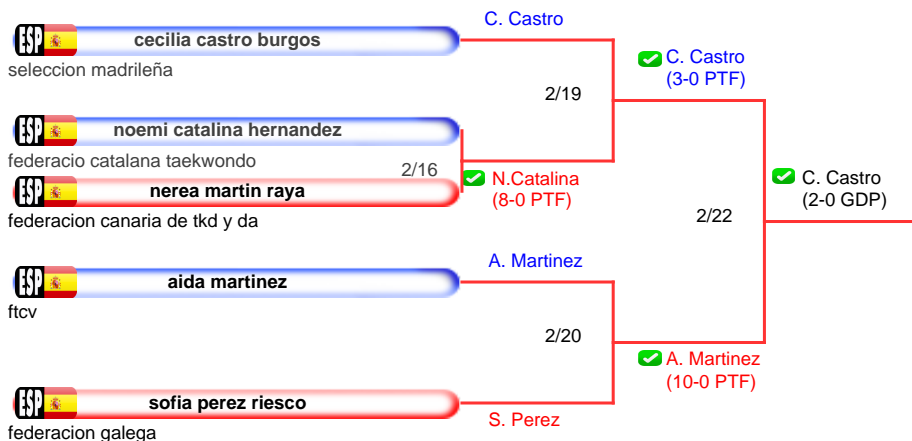 C. Castro
ESP cecilia castro burgos
seleccion madrileña
C. Castro
(3-0 PTF)
2/19
ESP noemi catalina hernandez
federacio catalana taekwondo
2/16
N.Catalina
(8-0 PTF)
ESP nerea martin raya
federacion canaria de tkd y da
C. Castro
(2-0 GDP)
2/22
A. Martinez
ESP aida martinez
ftcv
2/20
A. Martinez
(10-0 PTF)
ESP sofia perez riesco
S. Perez
federacion galega